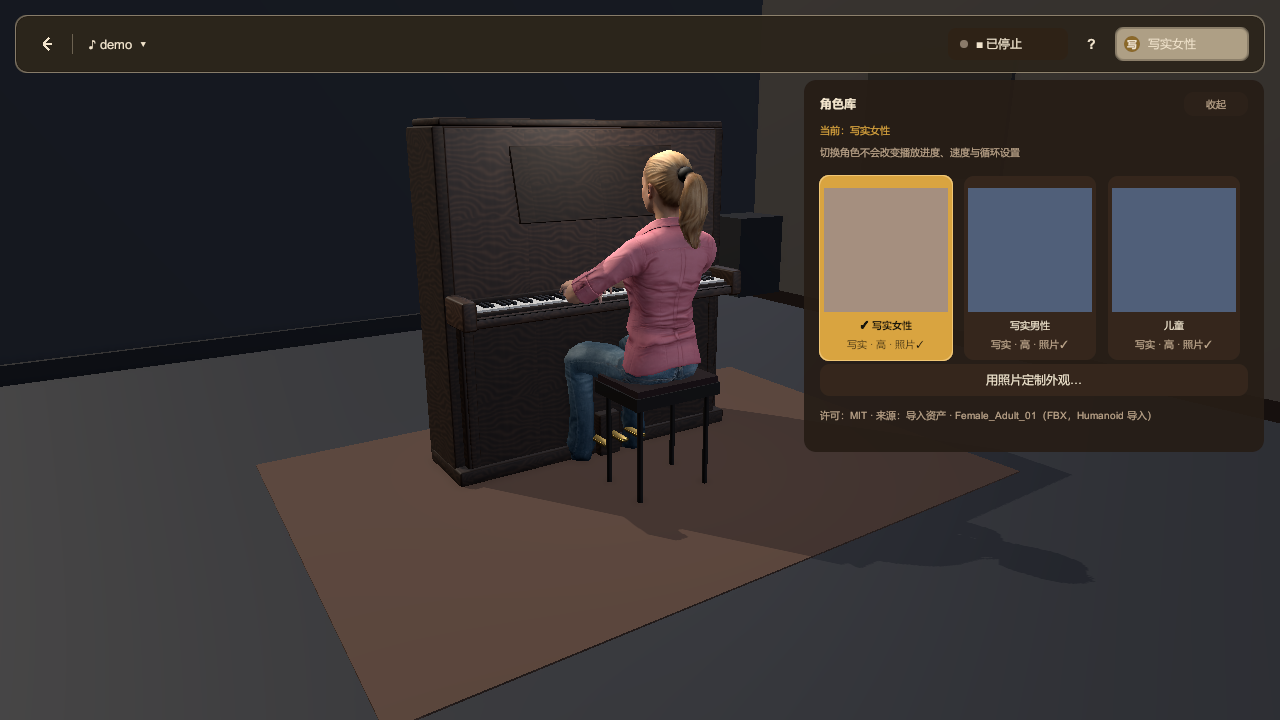 ♪ demo ▼
■ 已停止
?
写 写实女性
角色库
收起
当前：写实女性
切换角色不会改变播放进度、速度与循环设置
✓ 写实女性
写实 · 高 · 照片✓
写实男性
写实 · 高 · 照片✓
儿童
写实 · 高 · 照片✓
用照片定制外观…
许可：MIT · 来源：导入资产 · Female_Adult_01（FBX，Humanoid 导入）